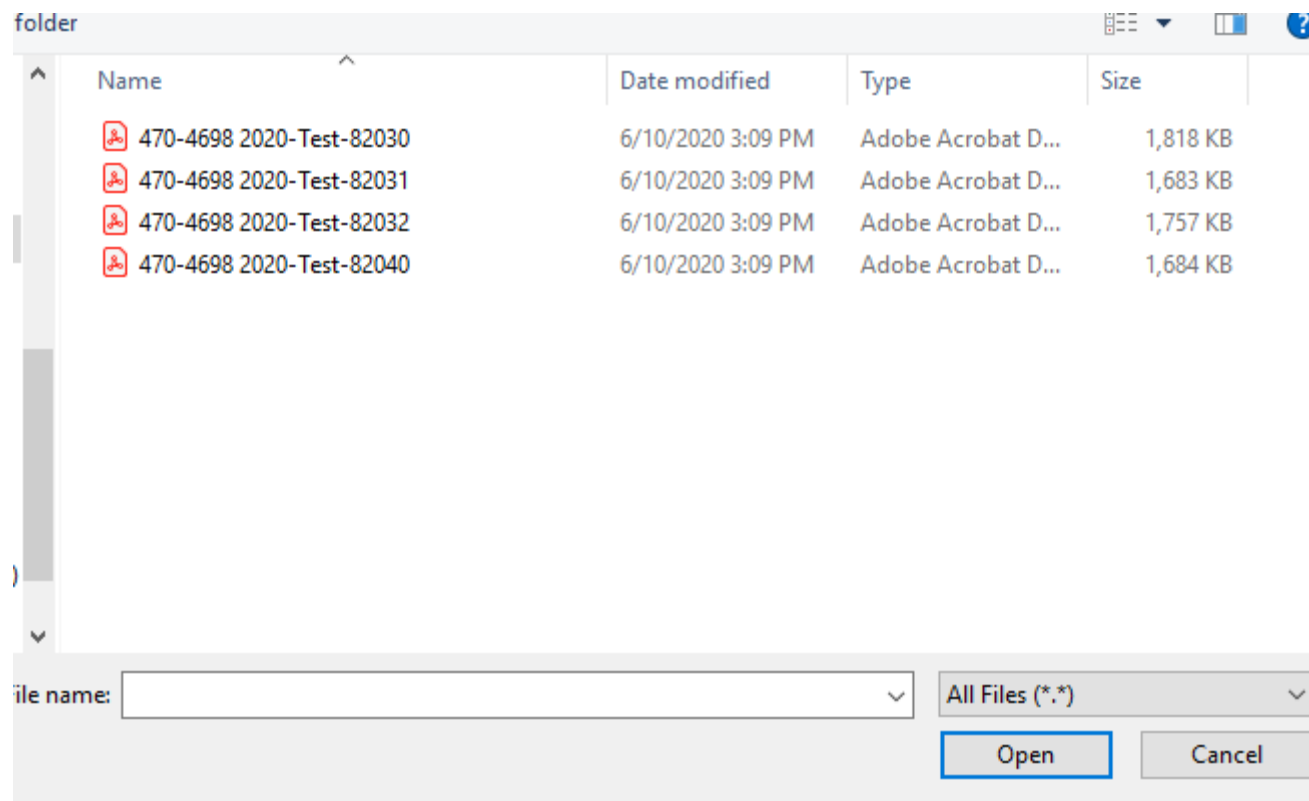 folder
Name Date modified Type Size
470-4698 2020-Test-82030 6/10/2020 3:09 PM Adobe Acrobat D... 1,818 KB
470-4698 2020-Test-82031 6/10/2020 3:09 PM Adobe Acrobat D... 1,683 KB
470-4698 2020-Test-82032 6/10/2020 3:09 PM Adobe Acrobat D... 1,757 KB
470-4698 2020-Test-82040 6/10/2020 3:09 PM Adobe Acrobat D... 1,684 KB
)
ile name: All Files (*.*)
Open Cancel